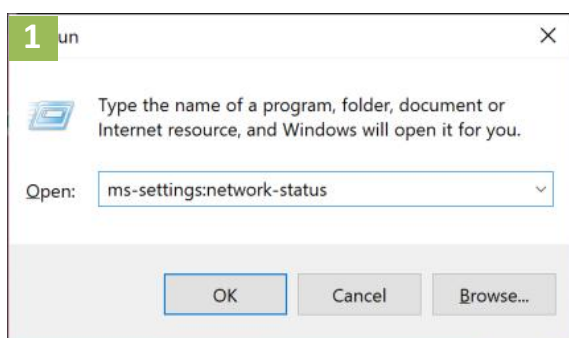 1 un
Type the name of a program, folder, document or
Internet resource, and Windows will open it for you.
Open: ms-settings:network-status
OK Cancel Browse...